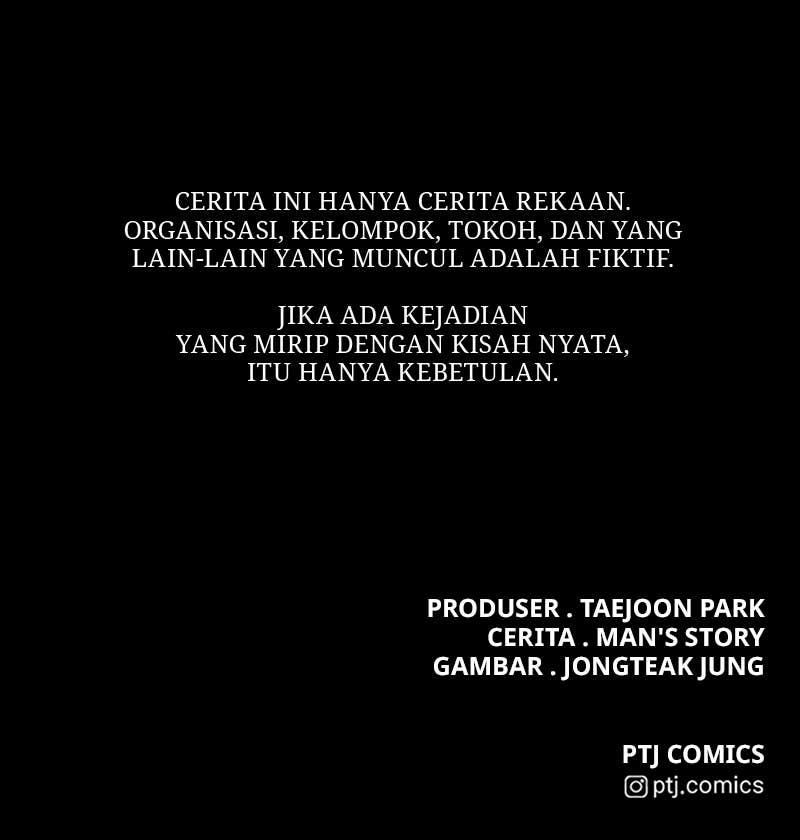 CERITA INI HANYA CERITA REKAAN.
ORGANISASI, KELOMPOK, TOKOH, DAN YANG
LAIN-LAIN YANG MUNCUL ADALAH FIKTIF.
JIKA ADA KEJADIAN
YANG MIRIP DENGAN KISAH NYATA,
ITU HANYA KEBETULAN.
PRODUSER . TAEJOON PARK
CERITA . MAN'S STORY
GAMBAR . JONGTEAK JUNG
PTJ COMICS
ptj.comics